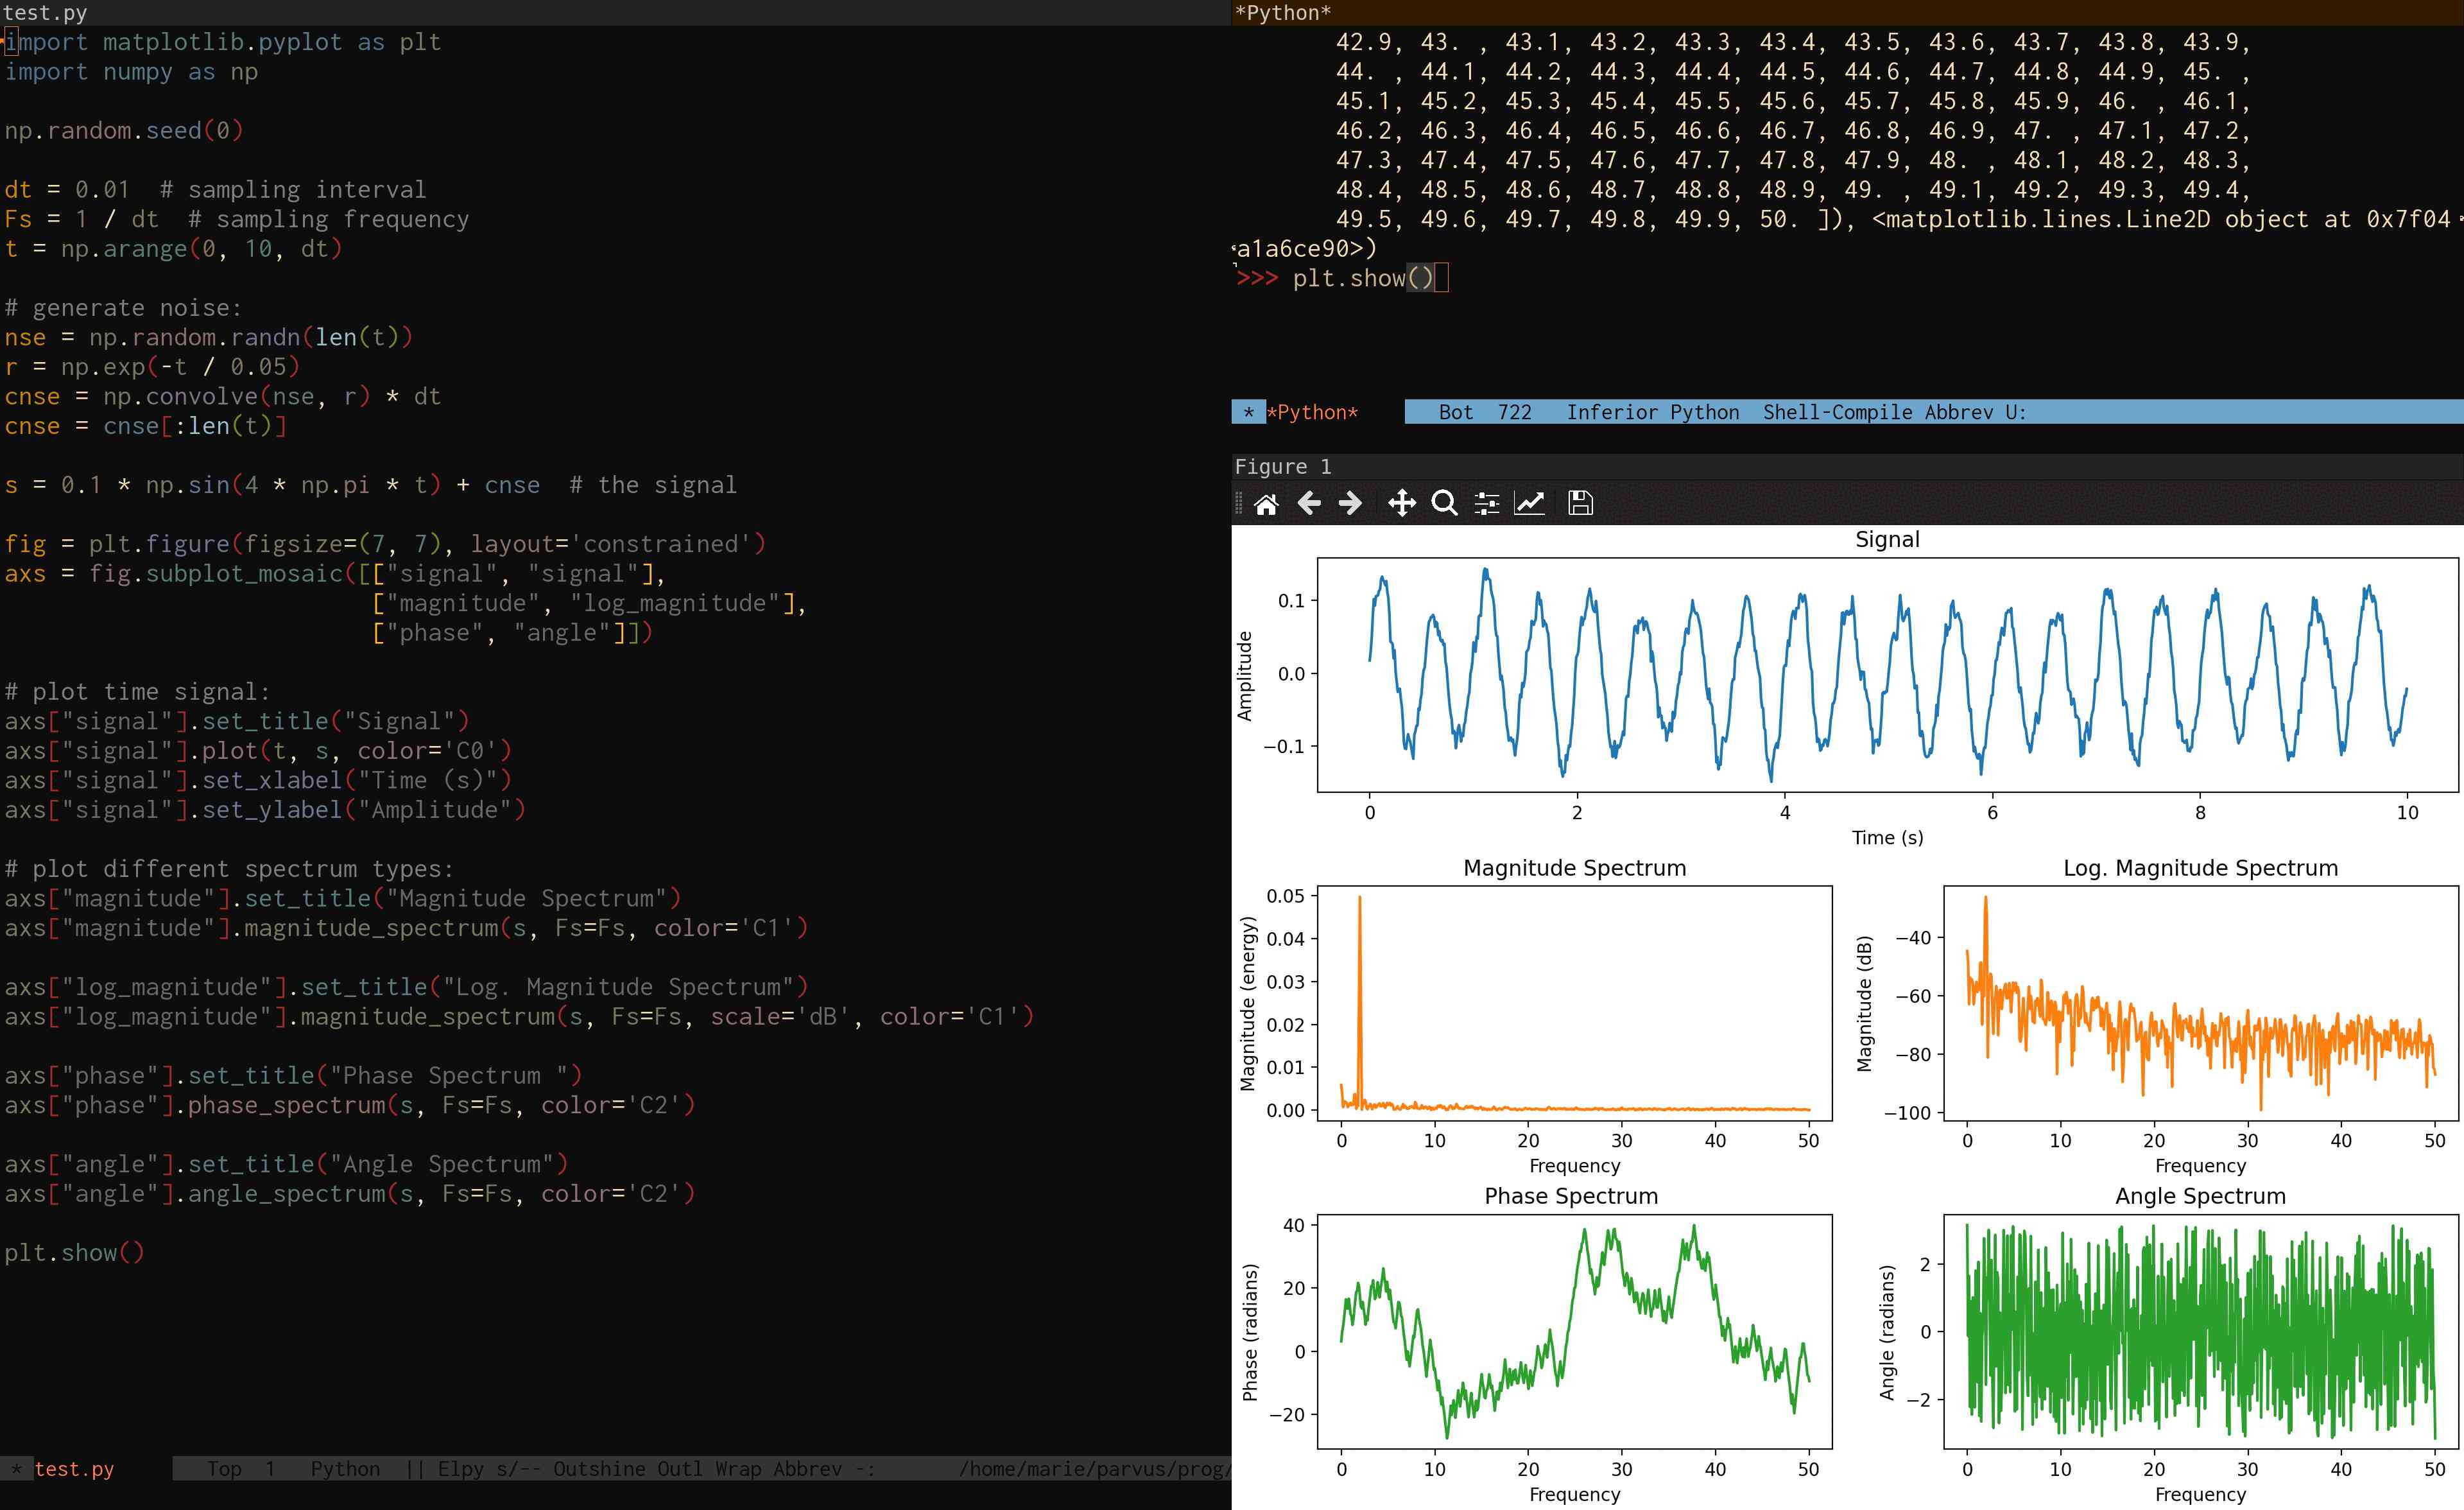 test.py
import matplotlib.pyplot as plt
import numpy as np
np.random.seed(0)
dt = 0.01  # sampling interval
Fs = 1 / dt  # sampling frequency
t = np.arange(0, 10, dt)
# generate noise:
nse = np.random.randn(len(t))
r = np.exp(-t / 0.05)
cnse = np.convolve(nse, r) * dt
cnse = cnse[:len(t)]
s = 0.1 * np.sin(4 * np.pi * t) + cnse  # the signal
fig = plt.figure(figsize=(7, 7), layout='constrained')
axs = fig.subplot_mosaic([["signal", "signal"],
["magnitude", "log_magnitude"],
["phase", "angle"]])
# plot time signal:
axs["signal"].set_title("Signal")
axs["signal"].plot(t, s, color='C0')
axs["signal"].set_xlabel("Time (s)")
axs["signal"].set_ylabel("Amplitude")
# plot different spectrum types:
axs["magnitude"].set_title("Magnitude Spectrum")
axs["magnitude"].magnitude_spectrum(s, Fs=Fs, color='C1')
axs["log_magnitude"].set_title("Log. Magnitude Spectrum")
axs["log_magnitude"].magnitude_spectrum(s, Fs=Fs, scale='dB', color='C1')
axs["phase"].set_title("Phase Spectrum ")
axs["phase"].phase_spectrum(s, Fs=Fs, color='C2')
axs["angle"].set_title("Angle Spectrum")
axs["angle"].angle_spectrum(s, Fs=Fs, color='C2')
plt.show()
* test.py Top 1 Python || Elpy s/-- Outshine Outl Wrap Abbrev -: /home/marie/parvus/prog/
*Python*
42.9, 43. , 43.1, 43.2, 43.3, 43.4, 43.5, 43.6, 43.7, 43.8, 43.9,
44. , 44.1, 44.2, 44.3, 44.4, 44.5, 44.6, 44.7, 44.8, 44.9, 45. ,
45.1, 45.2, 45.3, 45.4, 45.5, 45.6, 45.7, 45.8, 45.9, 46. , 46.1,
46.2, 46.3, 46.4, 46.5, 46.6, 46.7, 46.8, 46.9, 47. , 47.1, 47.2,
47.3, 47.4, 47.5, 47.6, 47.7, 47.8, 47.9, 48. , 48.1, 48.2, 48.3,
48.4, 48.5, 48.6, 48.7, 48.8, 48.9, 49. , 49.1, 49.2, 49.3, 49.4,
49.5, 49.6, 49.7, 49.8, 49.9, 50. ]), <matplotlib.lines.Line2D object at 0x7f04
a1a6ce90>)
>>> plt.show()
* *Python* Bot 722 Inferior Python Shell-Compile Abbrev U:
Figure 1
Signal
Amplitude
0.1
0.0
−0.1
0 2 4 6 8 10
Time (s)
Magnitude Spectrum
Magnitude (energy)
0.05
0.04
0.03
0.02
0.01
0.00
0 10 20 30 40 50
Frequency
Log. Magnitude Spectrum
Magnitude (dB)
−40
−60
−80
−100
0 10 20 30 40 50
Frequency
Phase Spectrum
Phase (radians)
40
20
0
−20
0 10 20 30 40 50
Frequency
Angle Spectrum
Angle (radians)
2
0
−2
0 10 20 30 40 50
Frequency